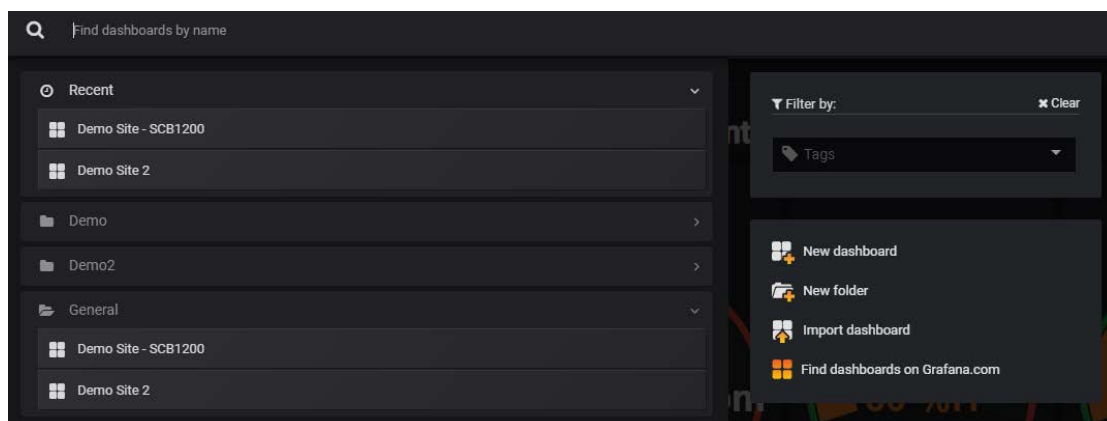 Find dashboards by name
Recent
Demo Site - SCB1200
Demo Site 2
Demo
Demo2
General
Demo Site - SCB1200
Demo Site 2
Filter by:
Clear
Tags
New dashboard
New folder
Import dashboard
Find dashboards on Grafana.com